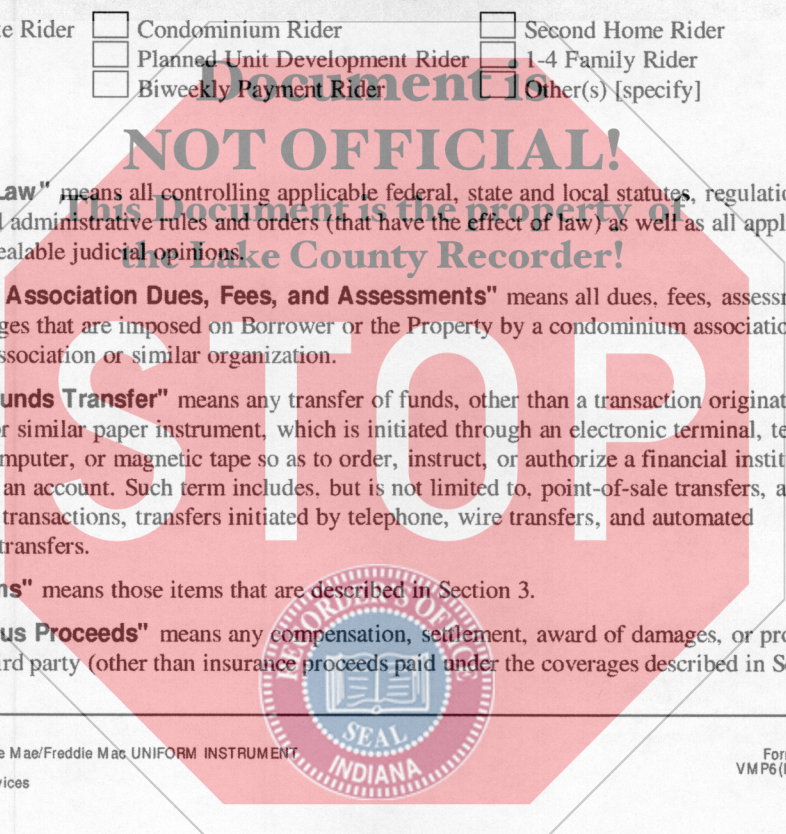 e Rider Condominium Rider Second Home Rider
Planned Unit Development Rider 1-4 Family Rider
Biweekly Payment Rider Other(s) [specify]
Document is
NOT OFFICIAL!
This Document is the property of
the Lake County Recorder!
Law" means all controlling applicable federal, state and local statutes, regulatio
administrative rules and orders (that have the effect of law) as well as all appl
ealable judicial opinions.
Association Dues, Fees, and Assessments" means all dues, fees, assessm
ges that are imposed on Borrower or the Property by a condominium associatio
ssociation or similar organization.
unds Transfer" means any transfer of funds, other than a transaction originat
r similar paper instrument, which is initiated through an electronic terminal, te
mputer, or magnetic tape so as to order, instruct, or authorize a financial instit
an account. Such term includes, but is not limited to, point-of-sale transfers, a
transactions, transfers initiated by telephone, wire transfers, and automated
transfers.
STOP
ns" means those items that are described in Section 3.
us Proceeds" means any compensation, settlement, award of damages, or pro
ird party (other than insurance proceeds paid under the coverages described in S
RECORDER'S OFFICE
SEAL
INDIANA
e Mae/Freddie Mac UNIFORM INSTRUMENT For
VMP6(I
vices